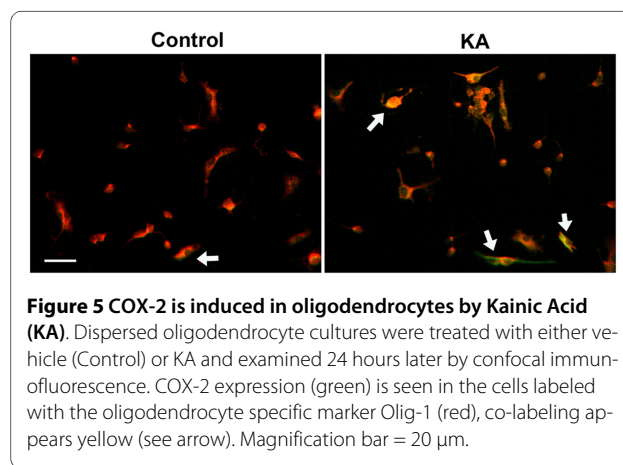 Control KA
Figure 5 COX-2 is induced in oligodendrocytes by Kainic Acid
(KA). Dispersed oligodendrocyte cultures were treated with either ve-
hicle (Control) or KA and examined 24 hours later by confocal immun-
ofluorescence. COX-2 expression (green) is seen in the cells labeled
with the oligodendrocyte specific marker Olig-1 (red), co-labeling ap-
pears yellow (see arrow). Magnification bar = 20 μm.